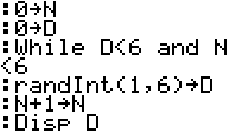 :0→N
:0→D
:While D<6 and N
<6
:randInt(1,6)→D
:N+1→N
:Disp D